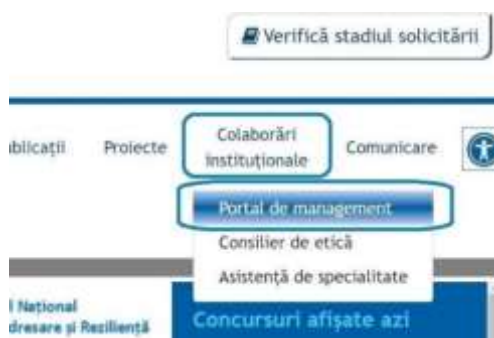 Verifică stadiul solicitării
ublicații Proiecte Colaborări instituționale Comunicare
Portal de management
Consilier de etică
Asistență de specialitate
l Național
dresare și Reziliență
Concursuri afișate azi